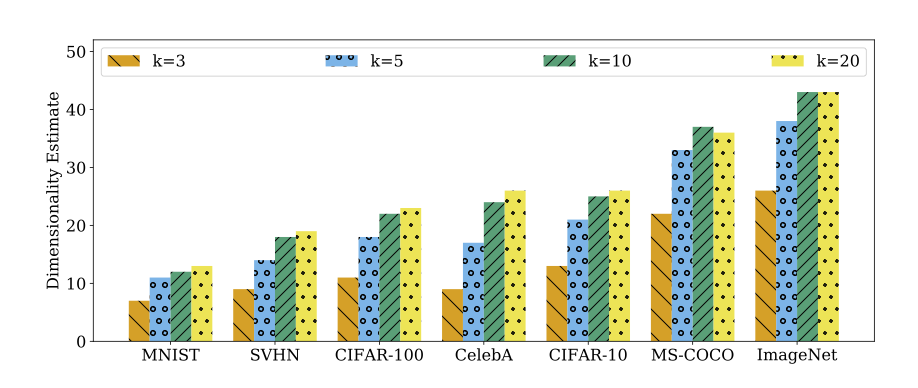 50
40
30
20
10
0
Dimensionality Estimate
k=3 k=5 k=10 k=20
MNIST SVHN CIFAR-100 CelebA CIFAR-10 MS-COCO ImageNet